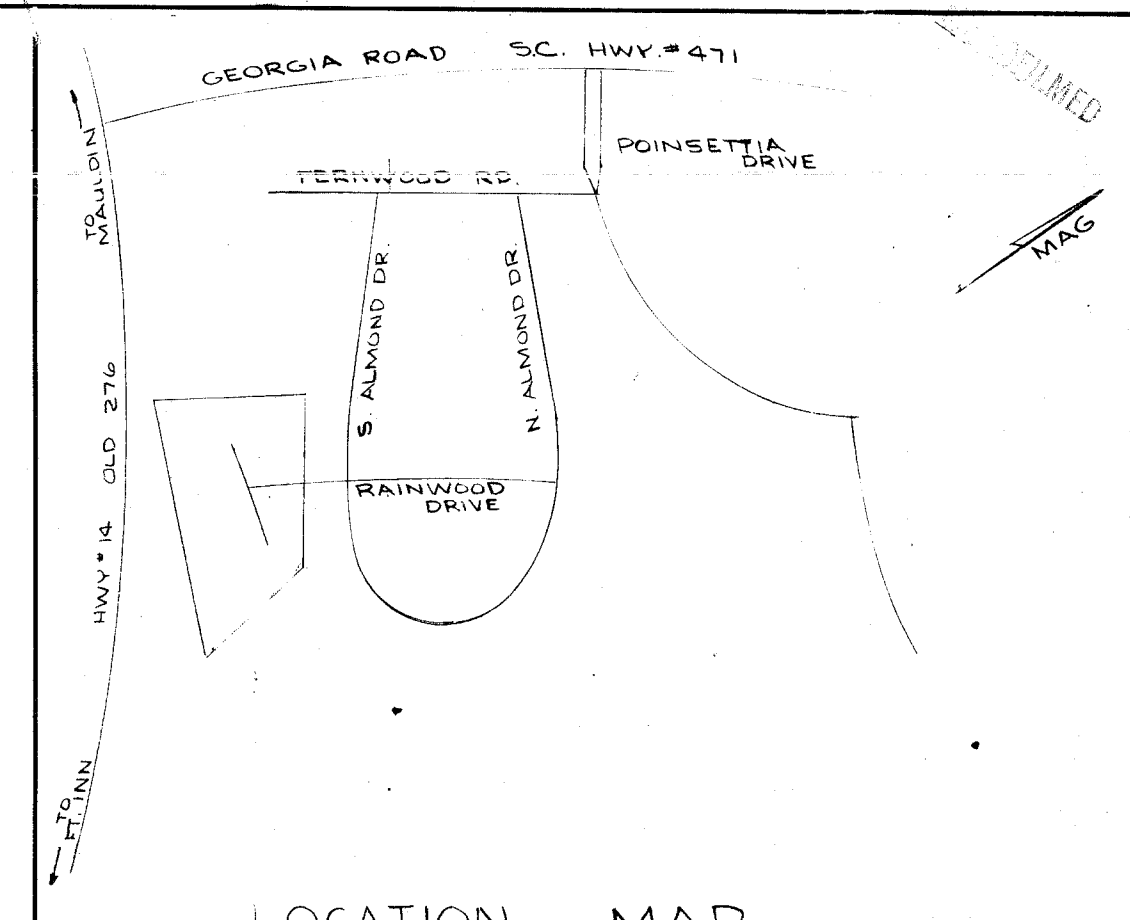 GEORGIA ROAD S.C. HWY.#471
POINSETTIA
DRIVE
RD.
TO
MAULDIN
MAG
S. ALMOND DR.
N. ALMOND DR.
HWY#14 OLD 276
RAINWOOD
DRIVE
TO
FT. INN
LOCATION MAP